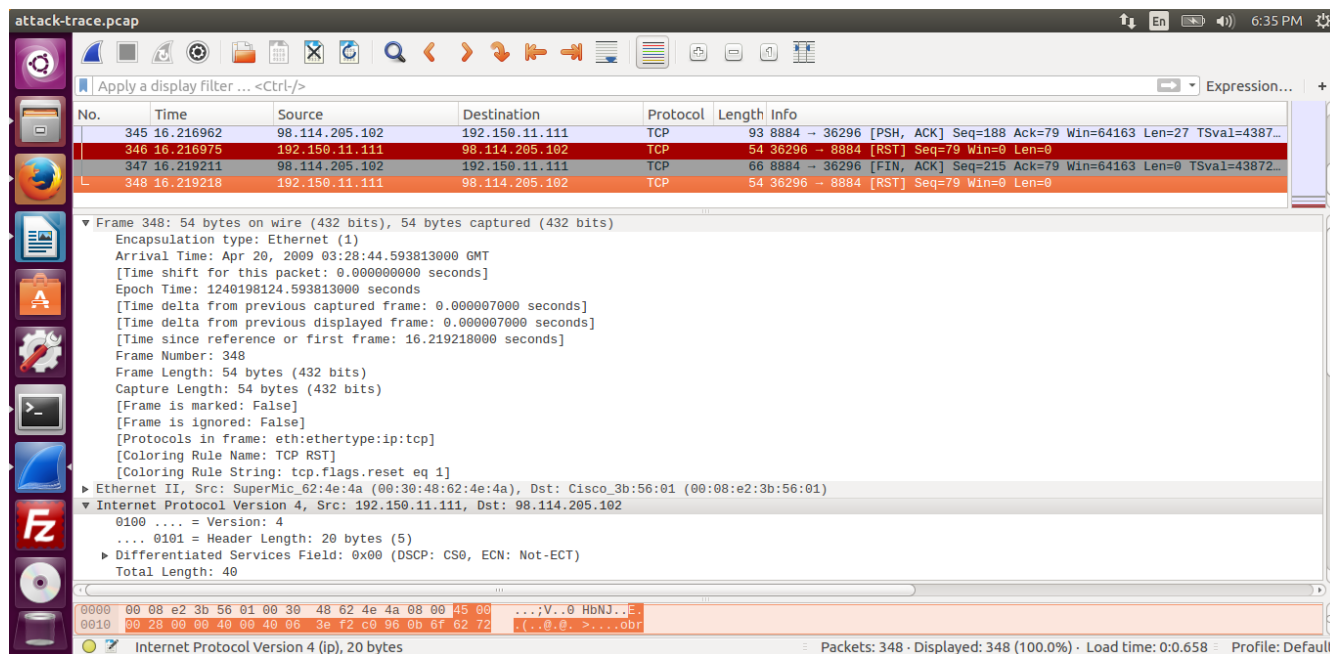 attack-trace.pcap En 6:35 PM
Apply a display filter … <Ctrl-/> Expression… +
No. Time Source Destination Protocol Length Info
345 16.216962 98.114.205.102 192.150.11.111 TCP 93 8884 → 36296 [PSH, ACK] Seq=188 Ack=79 Win=64163 Len=27 TSval=4387…
346 16.216975 192.150.11.111 98.114.205.102 TCP 54 36296 → 8884 [RST] Seq=79 Win=0 Len=0
347 16.219211 98.114.205.102 192.150.11.111 TCP 66 8884 → 36296 [FIN, ACK] Seq=215 Ack=79 Win=64163 Len=0 TSval=43872…
348 16.219218 192.150.11.111 98.114.205.102 TCP 54 36296 → 8884 [RST] Seq=79 Win=0 Len=0
Frame 348: 54 bytes on wire (432 bits), 54 bytes captured (432 bits)
Encapsulation type: Ethernet (1)
Arrival Time: Apr 20, 2009 03:28:44.593813000 GMT
[Time shift for this packet: 0.000000000 seconds]
Epoch Time: 1240198124.593813000 seconds
[Time delta from previous captured frame: 0.000007000 seconds]
[Time delta from previous displayed frame: 0.000007000 seconds]
[Time since reference or first frame: 16.219218000 seconds]
Frame Number: 348
Frame Length: 54 bytes (432 bits)
Capture Length: 54 bytes (432 bits)
[Frame is marked: False]
[Frame is ignored: False]
[Protocols in frame: eth:ethertype:ip:tcp]
[Coloring Rule Name: TCP RST]
[Coloring Rule String: tcp.flags.reset eq 1]
Ethernet II, Src: SuperMic_62:4e:4a (00:30:48:62:4e:4a), Dst: Cisco_3b:56:01 (00:08:e2:3b:56:01)
Internet Protocol Version 4, Src: 192.150.11.111, Dst: 98.114.205.102
0100 .... = Version: 4
.... 0101 = Header Length: 20 bytes (5)
Differentiated Services Field: 0x00 (DSCP: CS0, ECN: Not-ECT)
Total Length: 40
0000 00 08 e2 3b 56 01 00 30 48 62 4e 4a 08 00 45 00 ...;V..0 HbNJ..E.
0010 00 28 00 00 40 00 40 06 3e f2 c0 96 0b 6f 62 72 .(..@.@. >....obr
Internet Protocol Version 4 (ip), 20 bytes Packets: 348 · Displayed: 348 (100.0%) · Load time: 0:0.658 Profile: Default